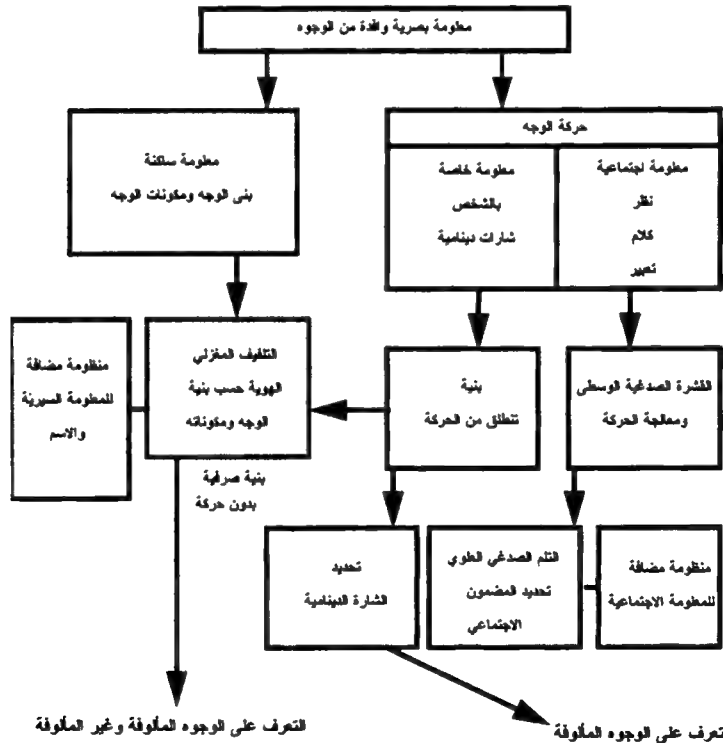 معلومة بصرية وافدة من الوجوه
حركة الوجه
معلومة اجتماعية
نظر
كلام
تعبير
معلومة خاصة
بالشخص
شارات دينامية
معلومة ساكنة
بنى الوجه ومكونات الوجه
القشرة الصدغية الوسطى
ومعالجة الحركة
بنية
تنطلق من الحركة
التلفيف المغزلي
الهوية حسب بنية
الوجه ومكوناته
منظومة مضافة
للمعلومة السيرية
والاسم
بنية صرفية
بدون حركة
منظومة مضافة
للمعلومة الاجتماعية
التلم الصدغي العلوي
تحديد المضمون
الاجتماعي
تحديد
الشارة الدينامية
تعرف على الوجوه المألوفة
التعرف على الوجوه المألوفة وغير المألوفة